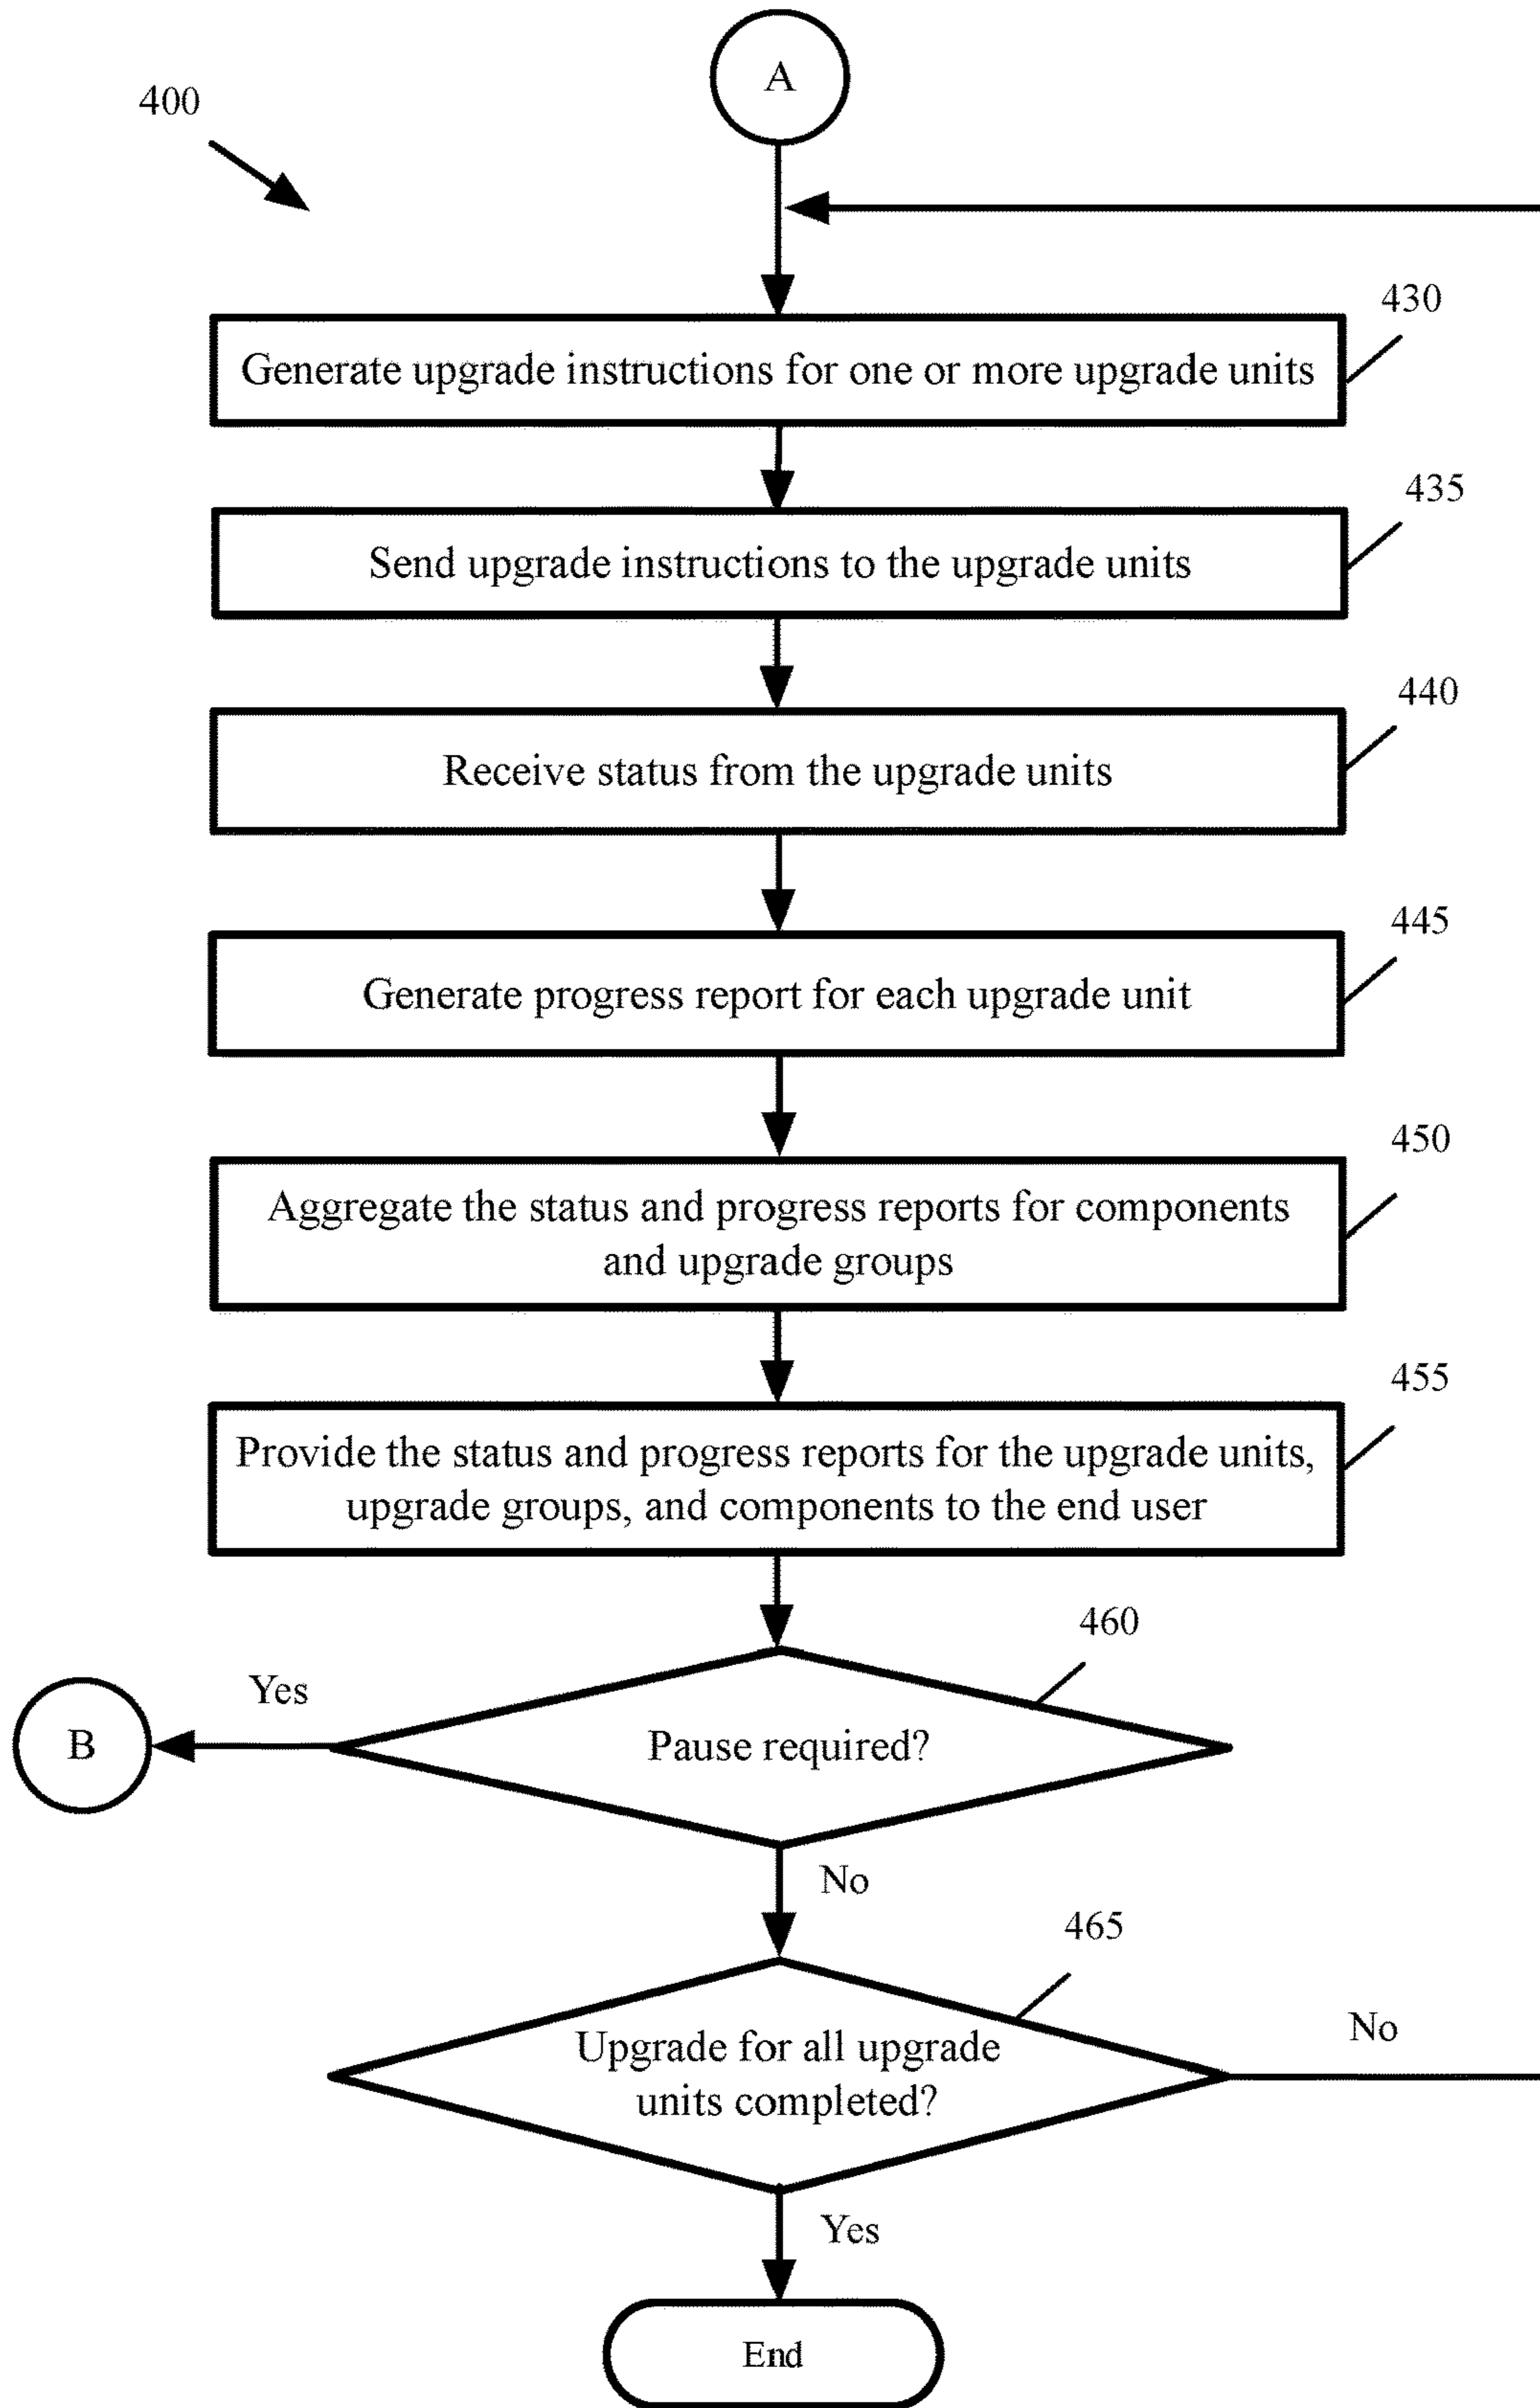 A
400
430
Generate upgrade instructions for one or more upgrade units
435
Send upgrade instructions to the upgrade units
440
Receive status from the upgrade units
445
Generate progress report for each upgrade unit
450
Aggregate the status and progress reports for components
and upgrade groups
455
Provide the status and progress reports for the upgrade units,
upgrade groups, and components to the end user
460
Yes
B
Pause required?
No
465
Upgrade for all upgrade
units completed?
No
Yes
End